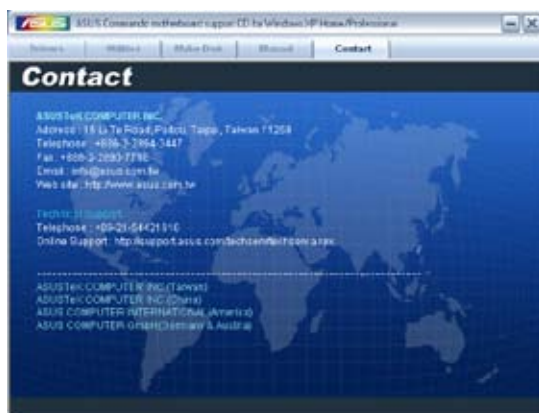 ASUS ASUS Commando motherboard support CD for Windows XP Home/Professional
Drivers Utilities Make Disk Manual Contact
Contact
ASUSTeK COMPUTER INC.
Address : 15 Li Te Road, Peitou, Taipei, Taiwan 11259
Telephone : +886-2-2894-3447
Fax : +886-2-2890-7798
Email : info@asus.com.tw
Web site : http://www.asus.com.tw
Technical Support
Telephone :
Online Support : http://support.asus.com/techserv/techserv.aspx
ASUSTeK COMPUTER INC.(Taiwan)
ASUSTeK COMPUTER INC.(China)
ASUS COMPUTER INTERNATIONAL (America)
ASUS COMPUTER GmbH(Germany & Austria)